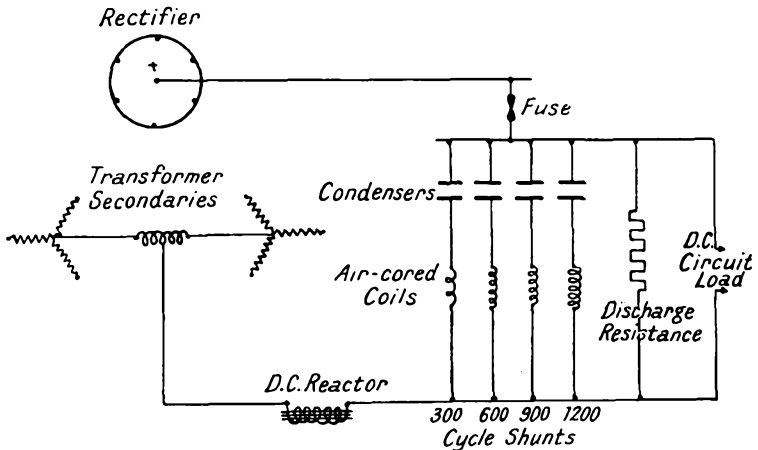 Rectifier
+
Fuse
Transformer
Secondaries
Condensers
Air-cored
Coils
D.C.
Circuit
Load
Discharge
Resistance
D.C. Reactor
300 600 900 1200
Cycle Shunts